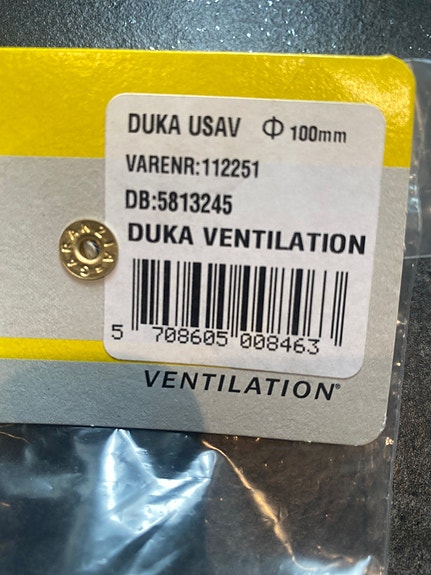 DUKA USAV Φ 100mm
VARENR:112251
DB:5813245
DUKA VENTILATION
5 708605 008463
VENTILATION®